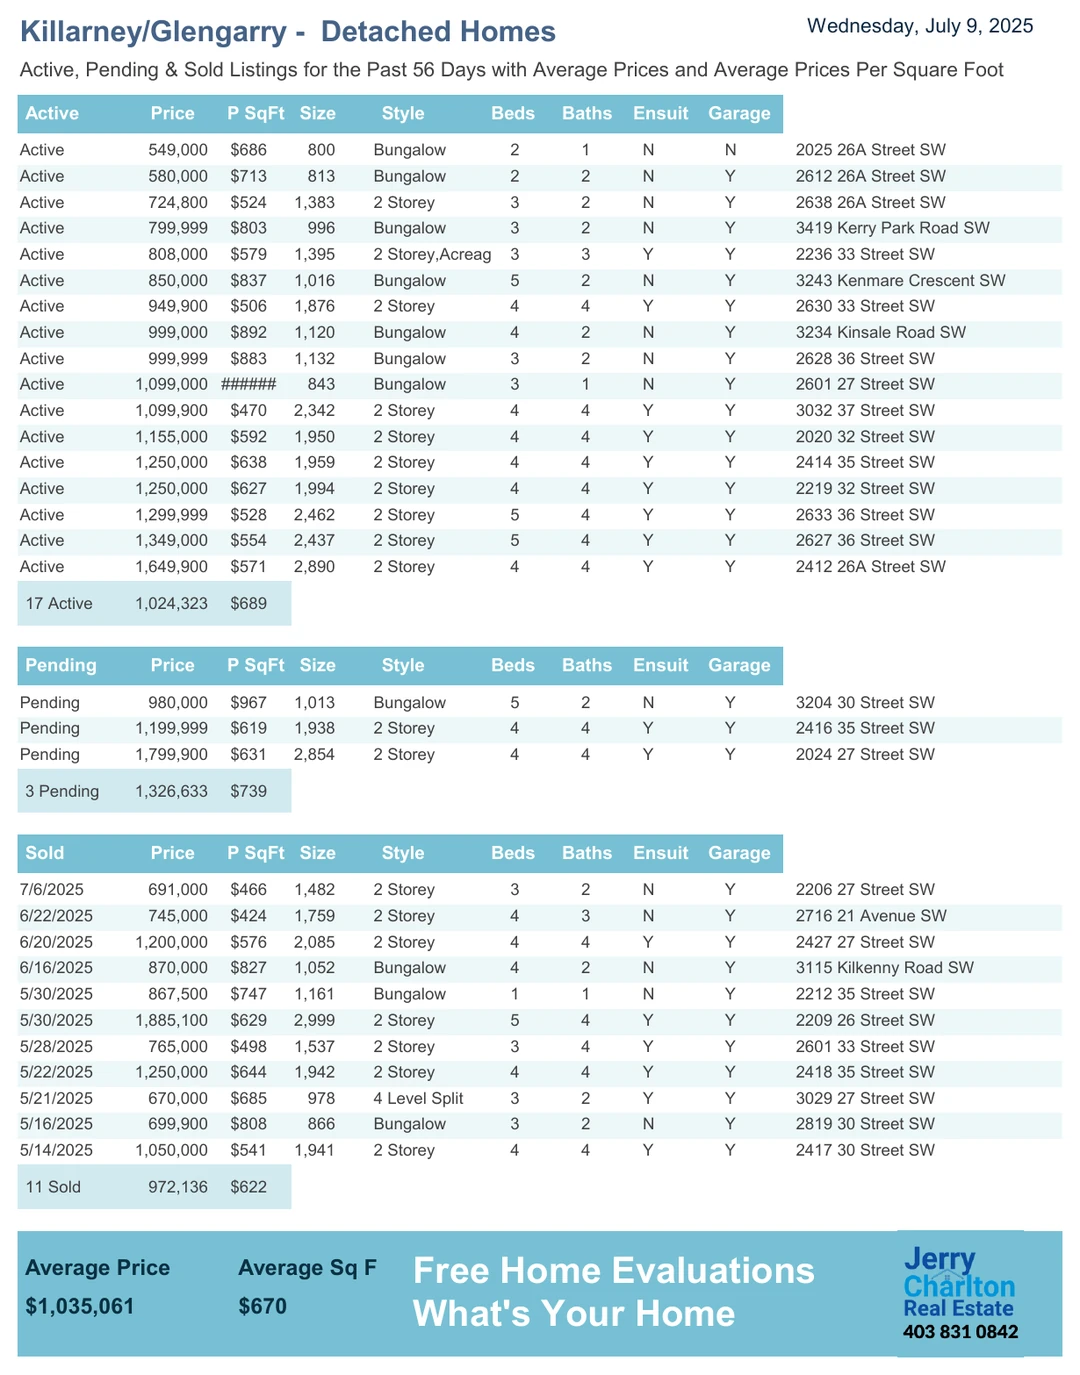 Killarney/Glengarry -  Detached Homes
Wednesday, July 9, 2025
Active, Pending & Sold Listings for the Past 56 Days with Average Prices and Average Prices Per Square Foot
Active Price P SqFt Size Style Beds Baths Ensuit Garage
Active 549,000 $686 800 Bungalow 2 1 N N 2025 26A Street SW
Active 580,000 $713 813 Bungalow 2 2 N Y 2612 26A Street SW
Active 724,800 $524 1,383 2 Storey 3 2 N Y 2638 26A Street SW
Active 799,999 $803 996 Bungalow 3 2 N Y 3419 Kerry Park Road SW
Active 808,000 $579 1,395 2 Storey,Acreag 3 3 Y Y 2236 33 Street SW
Active 850,000 $837 1,016 Bungalow 5 2 N Y 3243 Kenmare Crescent SW
Active 949,900 $506 1,876 2 Storey 4 4 Y Y 2630 33 Street SW
Active 999,000 $892 1,120 Bungalow 4 2 N Y 3234 Kinsale Road SW
Active 999,999 $883 1,132 Bungalow 3 2 N Y 2628 36 Street SW
Active 1,099,000 ###### 843 Bungalow 3 1 N Y 2601 27 Street SW
Active 1,099,900 $470 2,342 2 Storey 4 4 Y Y 3032 37 Street SW
Active 1,155,000 $592 1,950 2 Storey 4 4 Y Y 2020 32 Street SW
Active 1,250,000 $638 1,959 2 Storey 4 4 Y Y 2414 35 Street SW
Active 1,250,000 $627 1,994 2 Storey 4 4 Y Y 2219 32 Street SW
Active 1,299,999 $528 2,462 2 Storey 5 4 Y Y 2633 36 Street SW
Active 1,349,000 $554 2,437 2 Storey 5 4 Y Y 2627 36 Street SW
Active 1,649,900 $571 2,890 2 Storey 4 4 Y Y 2412 26A Street SW
17 Active 1,024,323 $689
Pending Price P SqFt Size Style Beds Baths Ensuit Garage
Pending 980,000 $967 1,013 Bungalow 5 2 N Y 3204 30 Street SW
Pending 1,199,999 $619 1,938 2 Storey 4 4 Y Y 2416 35 Street SW
Pending 1,799,900 $631 2,854 2 Storey 4 4 Y Y 2024 27 Street SW
3 Pending 1,326,633 $739
Sold Price P SqFt Size Style Beds Baths Ensuit Garage
7/6/2025 691,000 $466 1,482 2 Storey 3 2 N Y 2206 27 Street SW
6/22/2025 745,000 $424 1,759 2 Storey 4 3 N Y 2716 21 Avenue SW
6/20/2025 1,200,000 $576 2,085 2 Storey 4 4 Y Y 2427 27 Street SW
6/16/2025 870,000 $827 1,052 Bungalow 4 2 N Y 3115 Kilkenny Road SW
5/30/2025 867,500 $747 1,161 Bungalow 1 1 N Y 2212 35 Street SW
5/30/2025 1,885,100 $629 2,999 2 Storey 5 4 Y Y 2209 26 Street SW
5/28/2025 765,000 $498 1,537 2 Storey 3 4 Y Y 2601 33 Street SW
5/22/2025 1,250,000 $644 1,942 2 Storey 4 4 Y Y 2418 35 Street SW
5/21/2025 670,000 $685 978 4 Level Split 3 2 Y Y 3029 27 Street SW
5/16/2025 699,900 $808 866 Bungalow 3 2 N Y 2819 30 Street SW
5/14/2025 1,050,000 $541 1,941 2 Storey 4 4 Y Y 2417 30 Street SW
11 Sold 972,136 $622
Average Price Average Sq F
$1,035,061 $670
Free Home Evaluations
What's Your Home
Jerry
Charlton
Real Estate
403 831 0842